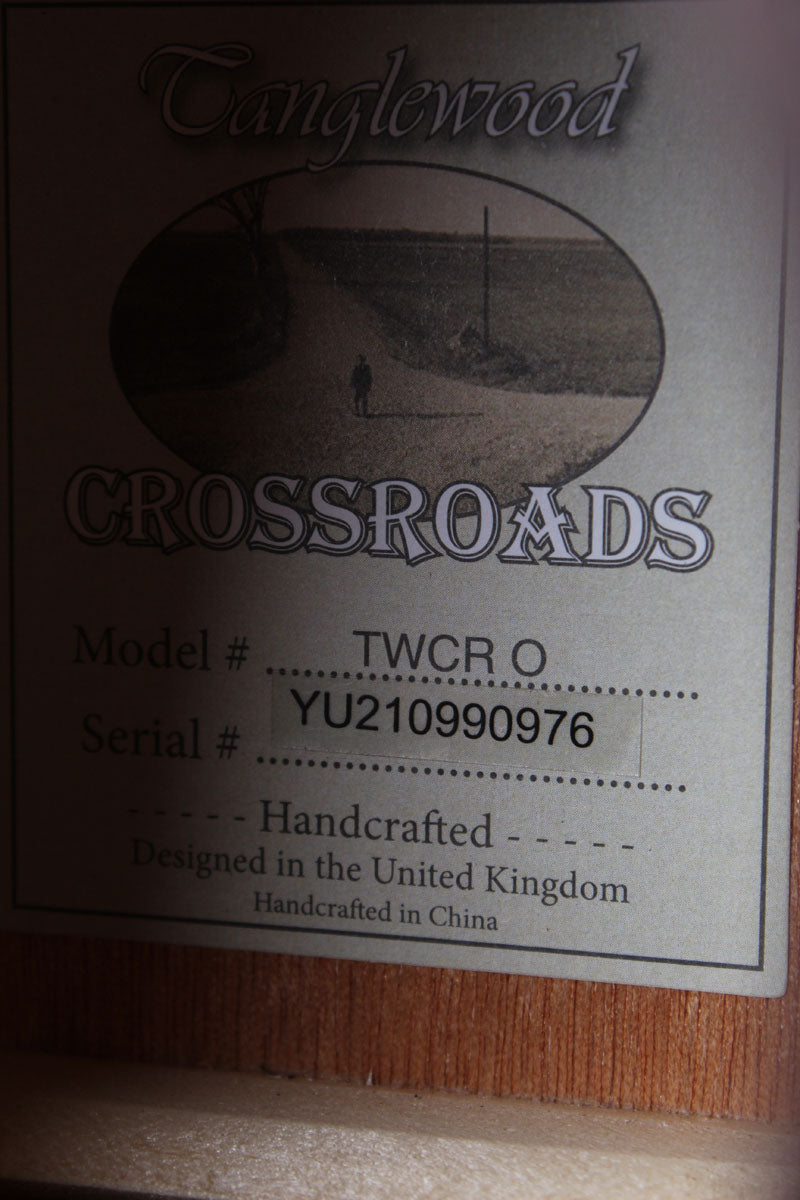 Tanglewood
CROSSROADS
Model # TWCR O
Serial # YU210990976
- - - - - Handcrafted - - - - -
Designed in the United Kingdom
Handcrafted in China